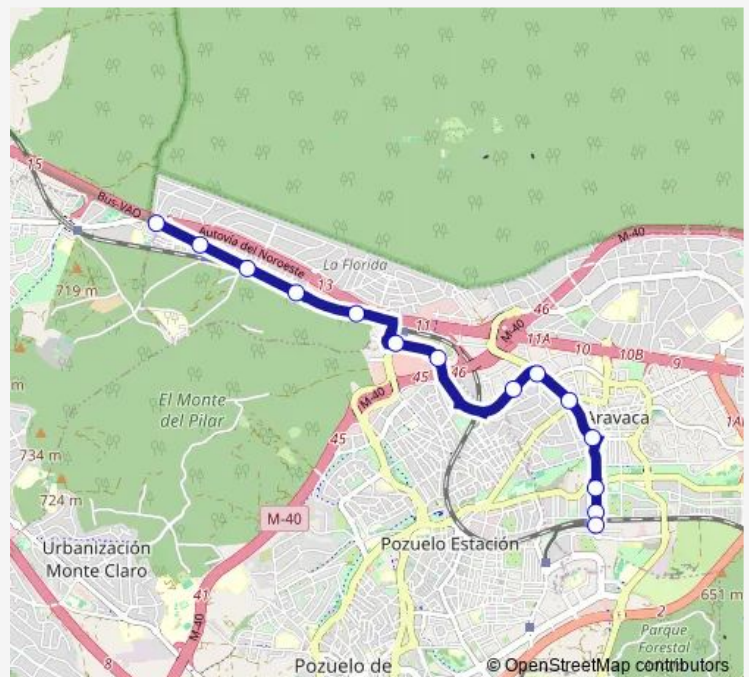 15
Bus-VAO
Autovía del Noroeste
La Florida
13
M-40
46
11
M-40
11A
10
10B
9
719 m
45
46
M-40
El Monte
del Pilar
Aravaca
45
734 m
724 m
M-40
Urbanización
Monte Claro
Pozuelo Estación
41
651 m
M-40
2
8
Parque
Forestal
Pozuelo de
© OpenStreetMap contributors